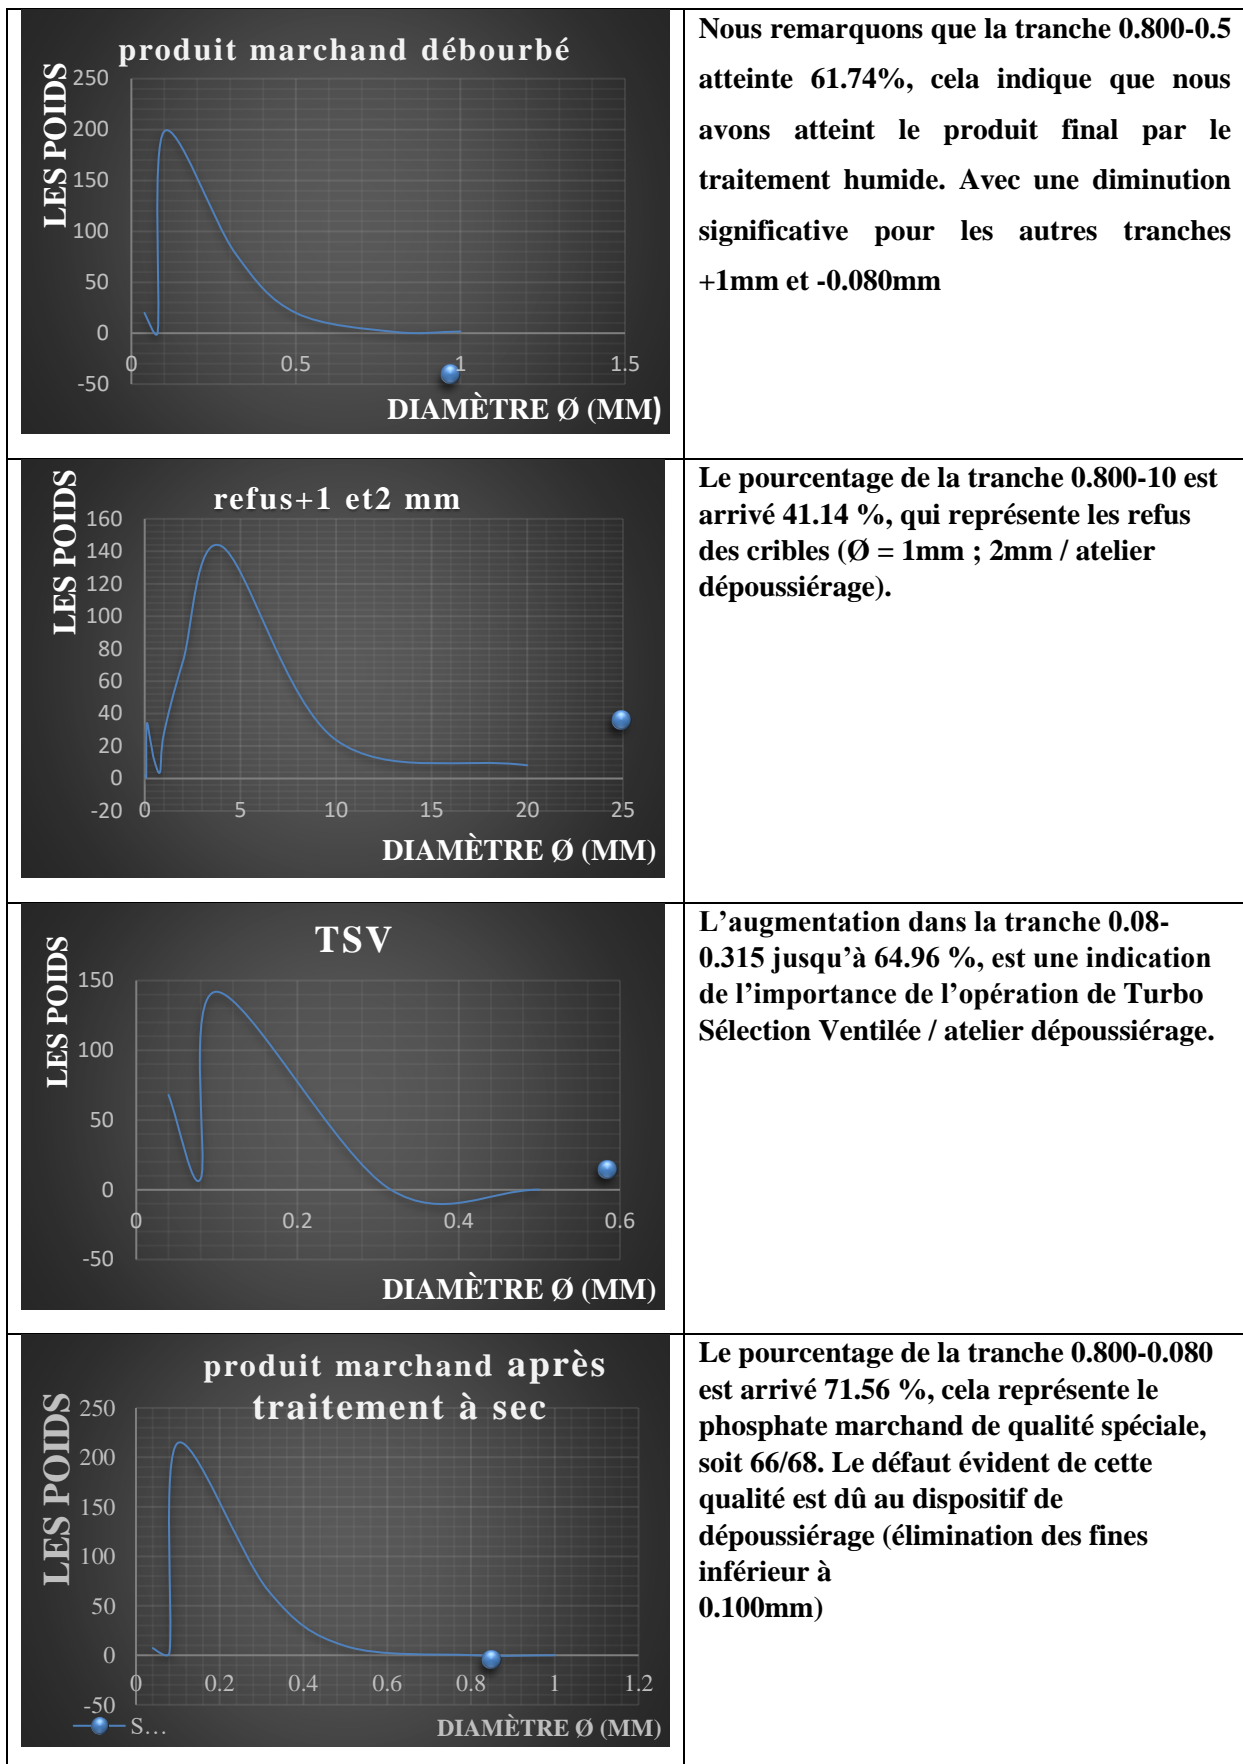 produit marchand débourbé
LES POIDS
250
200
150
100
50
0
-50
0
0.5
1
1.5
DIAMÈTRE Ø (MM)
Nous remarquons que la tranche 0.800-0.5
atteinte 61.74%, cela indique que nous
avons atteint le produit final par le
traitement humide. Avec une diminution
significative pour les autres tranches
+1mm et -0.080mm
refus+1 et2 mm
LES POIDS
160
140
120
100
80
60
40
20
0
-20
0
5
10
15
20
25
DIAMÈTRE Ø (MM)
Le pourcentage de la tranche 0.800-10 est
arrivé 41.14 %, qui représente les refus
des cribles (Ø = 1mm ; 2mm / atelier
dépoussiérage).
TSV
LES POIDS
150
100
50
0
-50
0
0.2
0.4
0.6
DIAMÈTRE Ø (MM)
L’augmentation dans la tranche 0.08-
0.315 jusqu’à 64.96 %, est une indication
de l’importance de l’opération de Turbo
Sélection Ventilée / atelier dépoussiérage.
produit marchand après
traitement à sec
LES POIDS
250
200
150
100
50
0
-50
0
0.2
0.4
0.6
0.8
1
1.2
S…
DIAMÈTRE Ø (MM)
Le pourcentage de la tranche 0.800-0.080
est arrivé 71.56 %, cela représente le
phosphate marchand de qualité spéciale,
soit 66/68. Le défaut évident de cette
qualité est dû au dispositif de
dépoussiérage (élimination des fines
inférieur à
0.100mm)